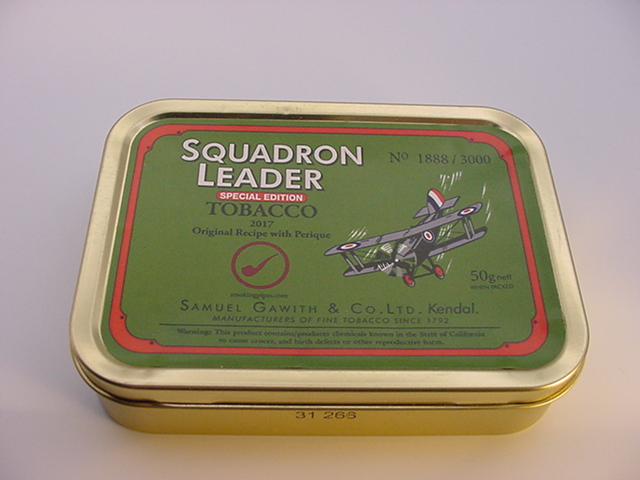 SQUADRON
LEADER
Nº 1888 / 3000
SPECIAL EDITION
TOBACCO
2017
Original Recipe with Perique
smokingpipes.com
50g nett
WHEN PACKED
SAMUEL GAWITH & CO. LTD. Kendal.
MANUFACTURERS OF FINE TOBACCO SINCE 1792
Warning: This product contains/produces chemicals known in the State of California
to cause cancer, and birth defects or other reproductive harm.
31 266